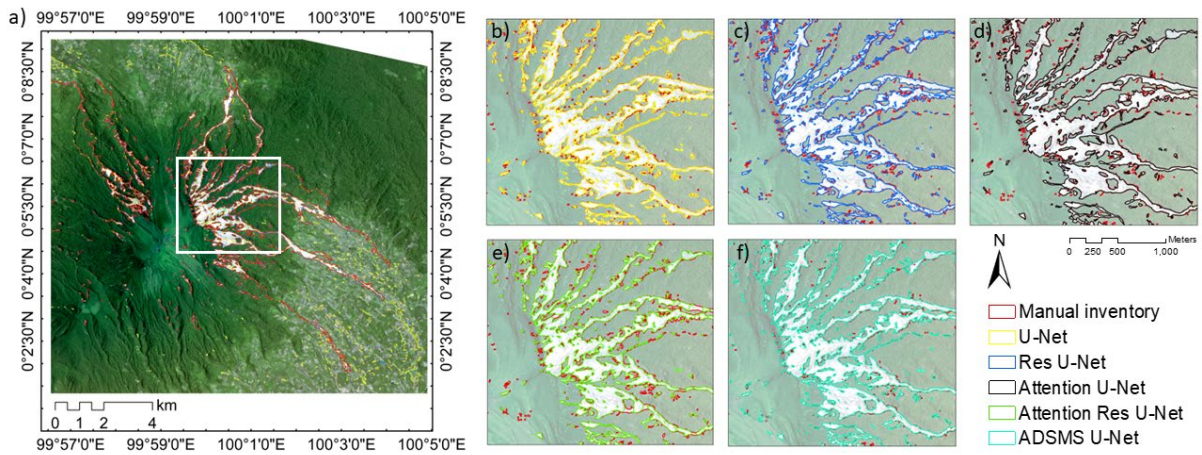 a)
99°57'0"E 99°59'0"E 100°1'0"E 100°3'0"E 100°5'0"E
0°8'0"N
0°7'0"N
0°5'30"N
0°4'0"N
0°2'30"N
0°8'30"N
0°7'0"N
0°5'30"N
0°4'0"N
0°2'30"N
km
0 1 2 4
99°57'0"E 99°59'0"E 100°1'0"E 100°3'0"E 100°5'0"E
b)
c)
d)
e)
f)
N
Meters
0 250 500 1,000
Manual inventory
U-Net
Res U-Net
Attention U-Net
Attention Res U-Net
ADSMS U-Net